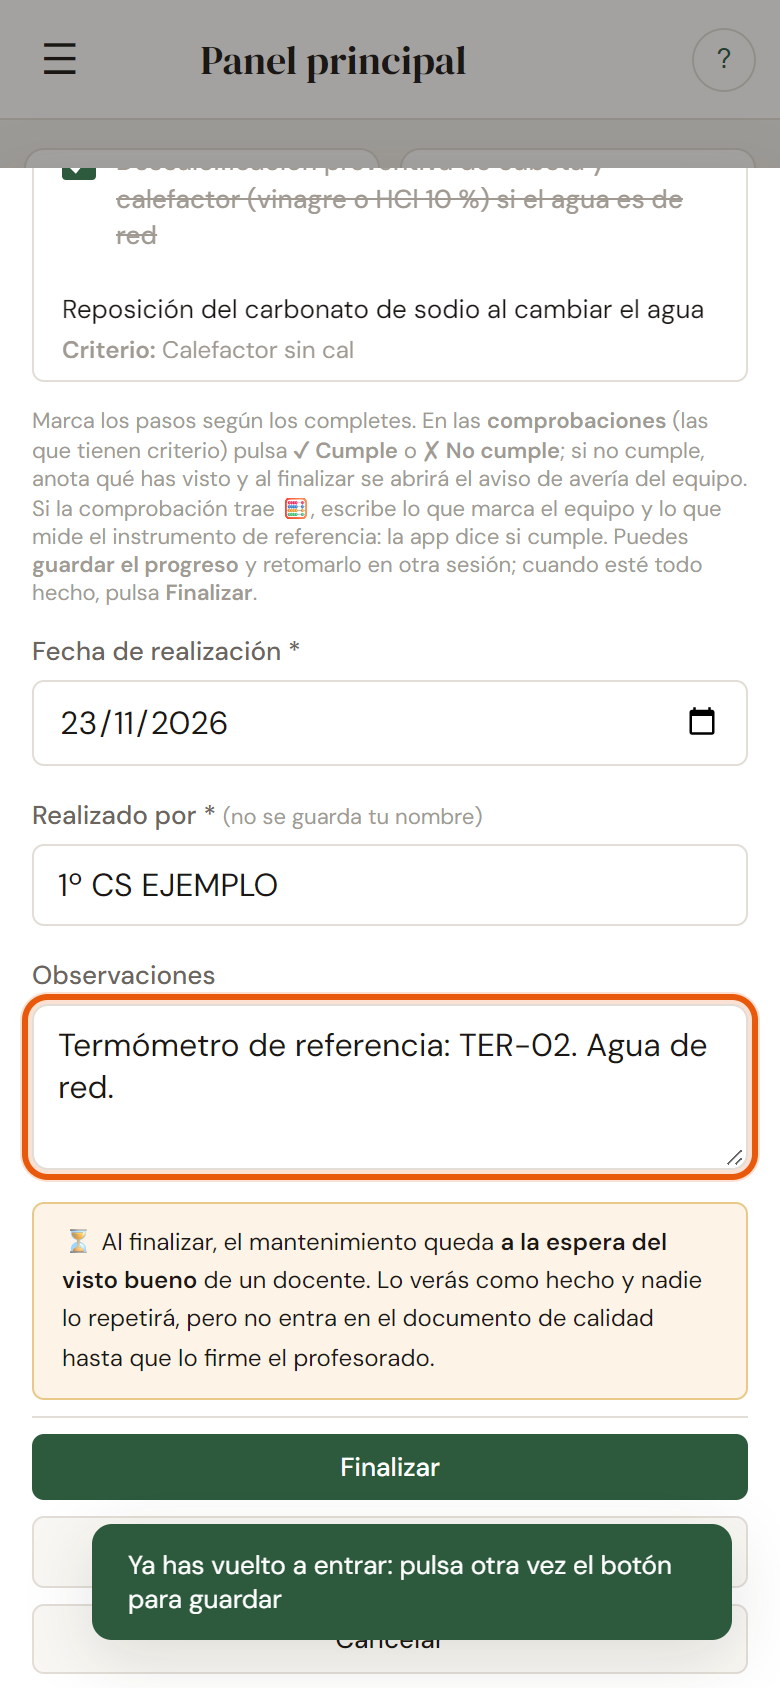 ☰ Panel principal ?
Descalcificación preventiva de cubeta y
calefactor (vinagre o HCl 10 %) si el agua es de
red
Reposición del carbonato de sodio al cambiar el agua
Criterio: Calefactor sin cal
Marca los pasos según los completes. En las comprobaciones (las
que tienen criterio) pulsa ✓ Cumple o ✗ No cumple; si no cumple,
anota qué has visto y al finalizar se abrirá el aviso de avería del equipo.
Si la comprobación trae 🧮, escribe lo que marca el equipo y lo que
mide el instrumento de referencia: la app dice si cumple. Puedes
guardar el progreso y retomarlo en otra sesión; cuando esté todo
hecho, pulsa Finalizar.
Fecha de realización *
23/11/2026
Realizado por * (no se guarda tu nombre)
1º CS EJEMPLO
Observaciones
Termómetro de referencia: TER-02. Agua de
red.
⏳ Al finalizar, el mantenimiento queda a la espera del
visto bueno de un docente. Lo verás como hecho y nadie
lo repetirá, pero no entra en el documento de calidad
hasta que lo firme el profesorado.
Finalizar
Ya has vuelto a entrar: pulsa otra vez el botón
para guardar
Cancelar